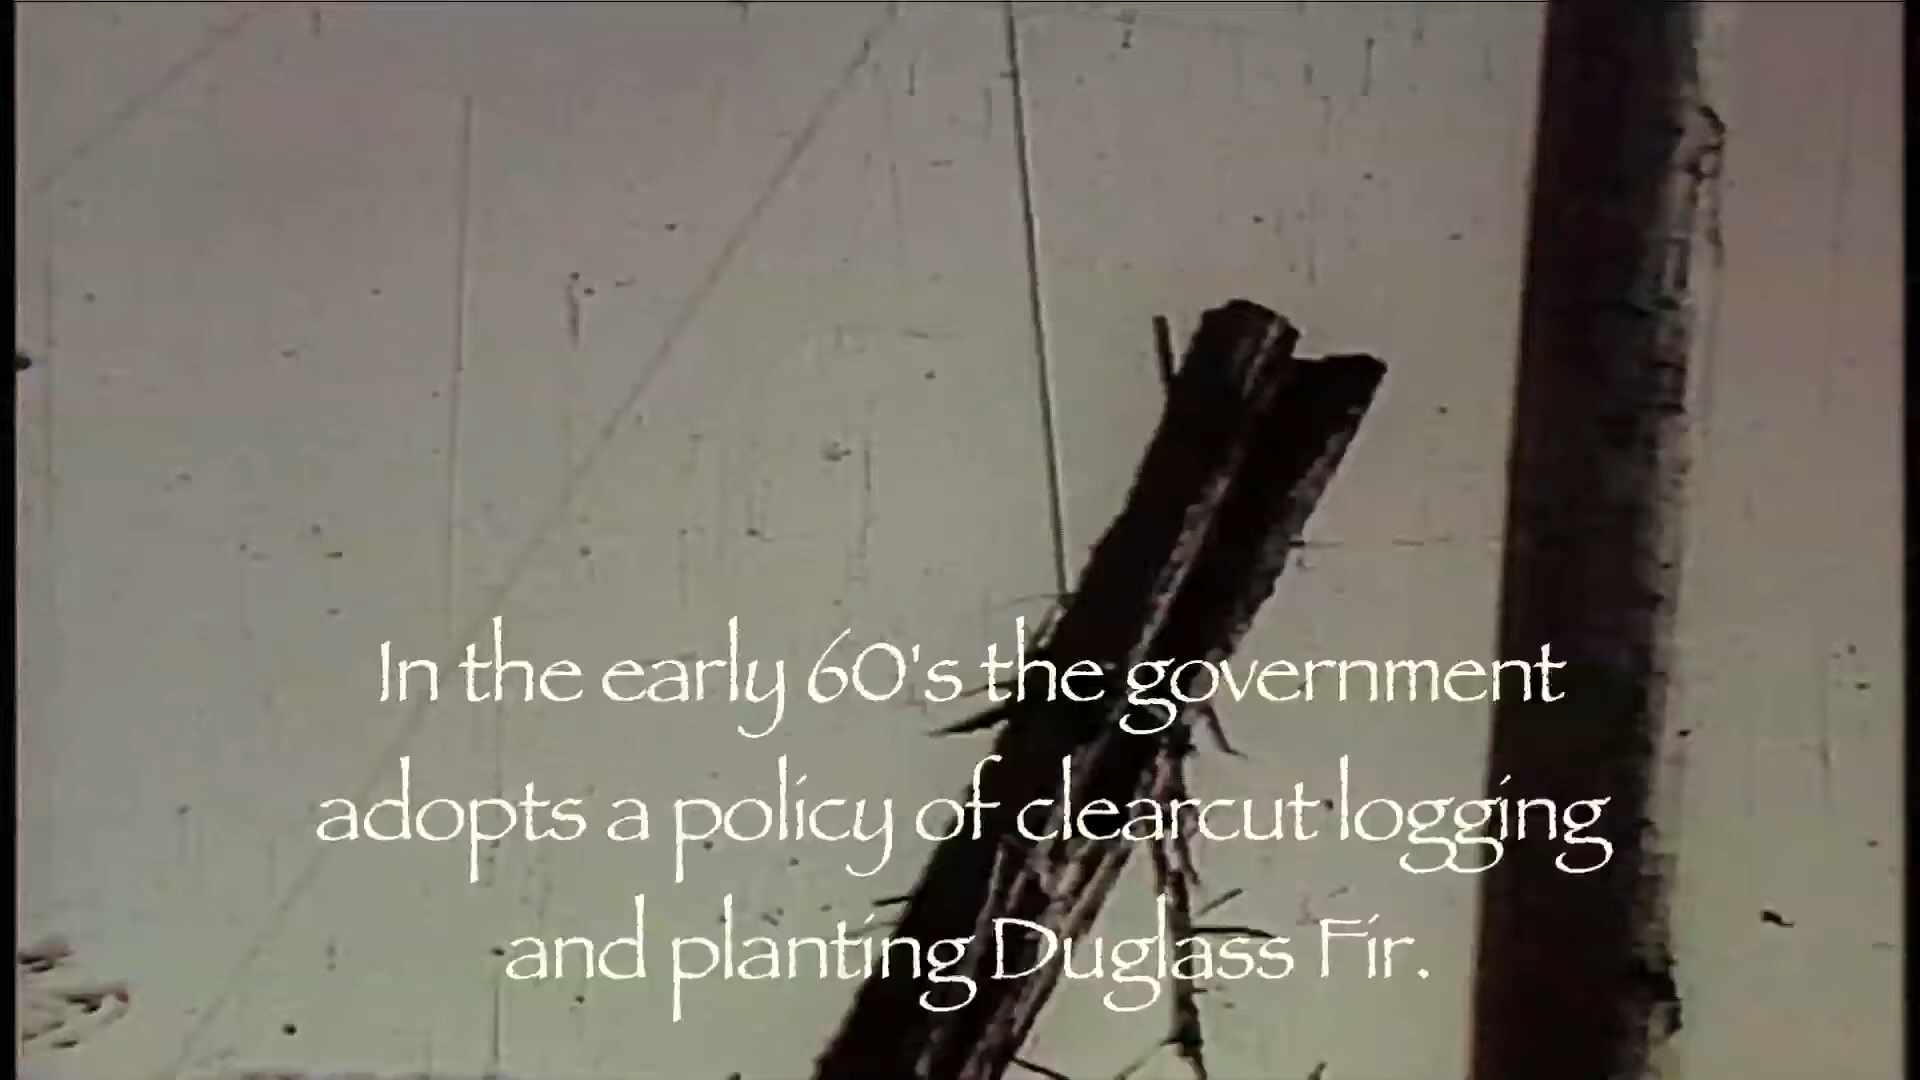 In the early 60's the government
adopts a policy of clearcut logging
and planting Duglass Fir.